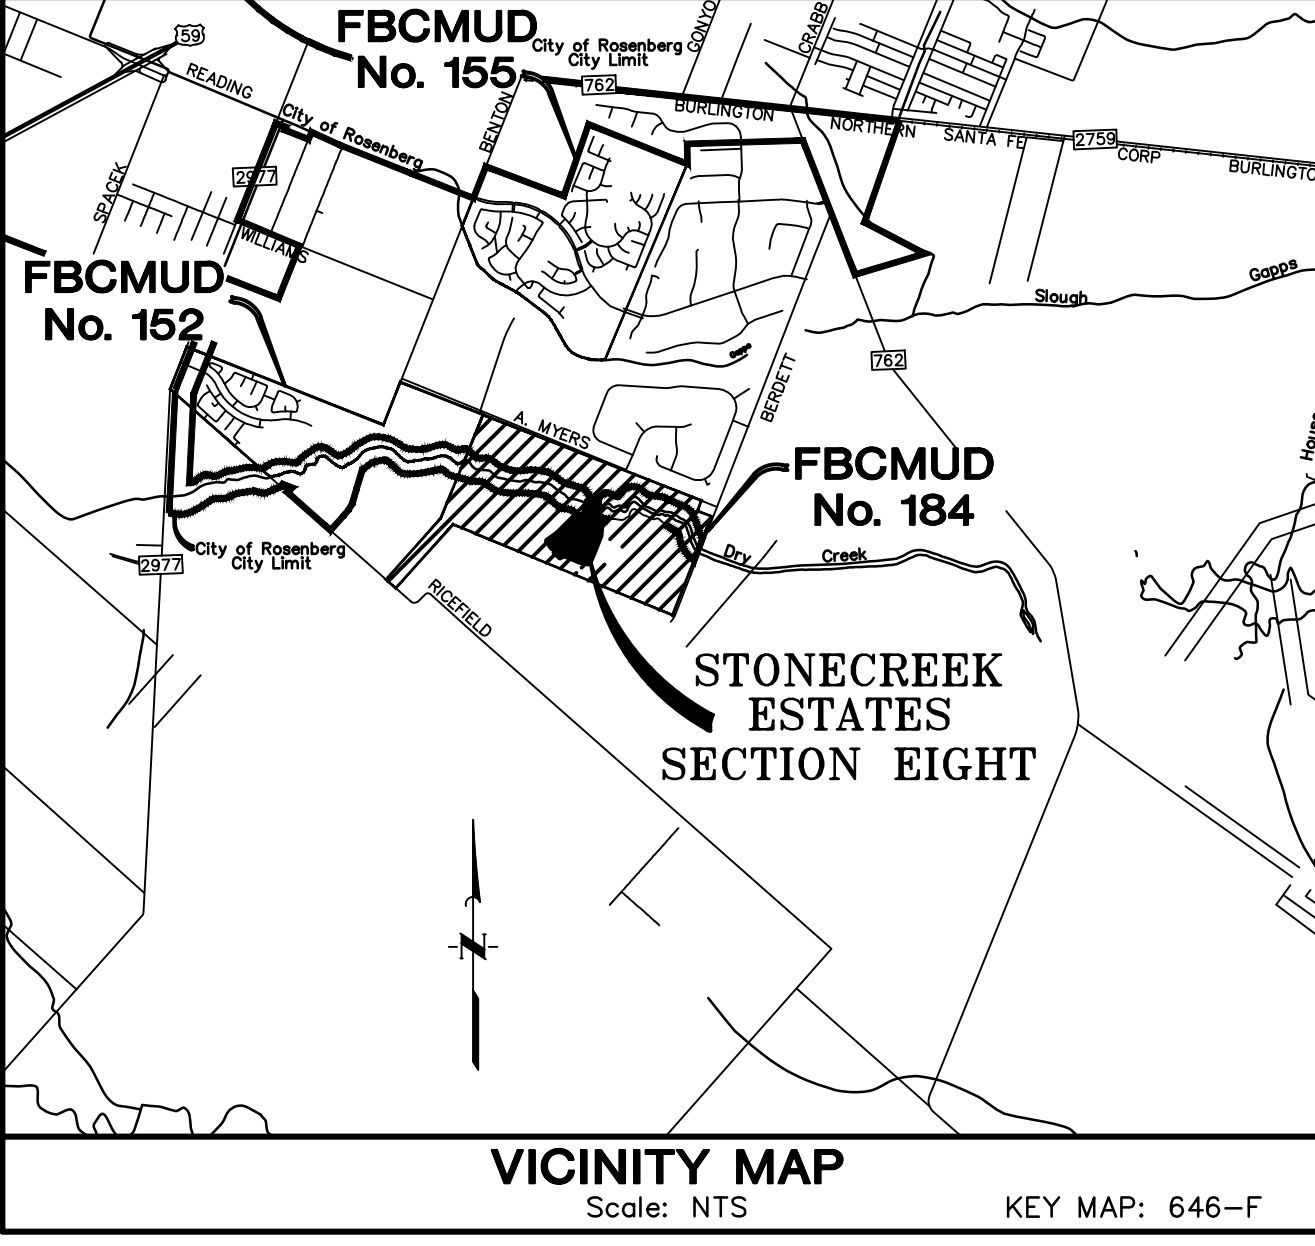 FBCMUD
No. 155
59
City of Rosenberg
City Limit
762
GONYO
CRABB
READING
BENTON
City of Rosenberg
BURLINGTON
NORTHERN
SANTA FE
2759
CORP
BURLINGTO
2977
SPACEK
WILLIAMS
Gapps
Slough
FBCMUD
No. 152
Gapps
762
BERDETT
A. MYERS
House
FBCMUD
No. 184
City of Rosenberg
City Limit
2977
Dry
Creek
RICEFIELD
STONECREEK
ESTATES
SECTION EIGHT
N
VICINITY MAP
Scale: NTS
KEY MAP: 646-F